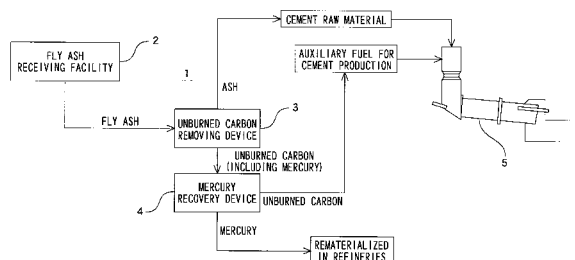 CEMENT RAW MATERIAL
2
FLY ASH
RECEIVING FACILITY
1
AUXILIARY FUEL FOR
CEMENT PRODUCTION
ASH
FLY ASH
UNBURNED CARBON
REMOVING DEVICE
3
5
UNBURNED CARBON
(INCLUDING MERCURY)
MERCURY
RECOVERY DEVICE
UNBURNED CARBON
4
MERCURY
REMATERIALIZED
IN REFINERIES